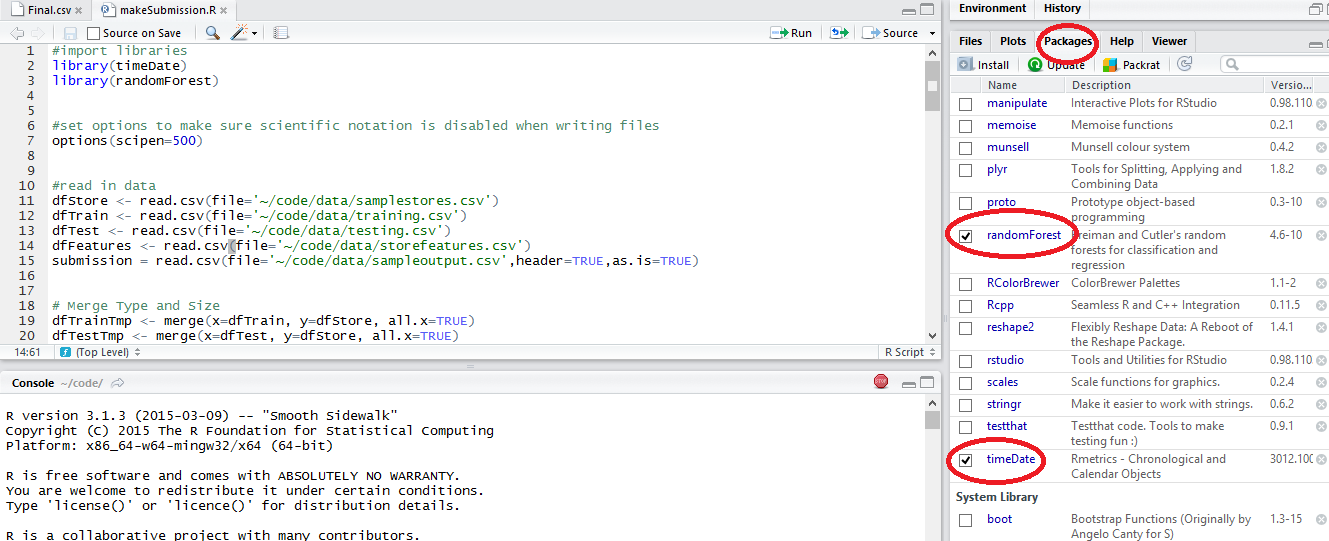 Final.csv
makeSubmission.R
Source on Save
Run
Source
1 #import libraries
2 library(timeDate)
3 library(randomForest)
4
5
6 #set options to make sure scientific notation is disabled when writing files
7 options(scipen=500)
8
9
10 #read in data
11 dfStore <- read.csv(file='~/code/data/samplestores.csv')
12 dfTrain <- read.csv(file='~/code/data/training.csv')
13 dfTest <- read.csv(file='~/code/data/testing.csv')
14 dfFeatures <- read.csv(file='~/code/data/storefeatures.csv')
15 submission = read.csv(file='~/code/data/sampleoutput.csv',header=TRUE,as.is=TRUE)
16
17
18 # Merge Type and Size
19 dfTrainTmp <- merge(x=dfTrain, y=dfStore, all.x=TRUE)
20 dfTestTmp <- merge(x=dfTest, y=dfStore, all.x=TRUE)
14:61 (Top Level) R Script
Console ~/code/
STOP
R version 3.1.3 (2015-03-09) -- "Smooth Sidewalk"
Copyright (C) 2015 The R Foundation for Statistical Computing
Platform: x86_64-w64-mingw32/x64 (64-bit)
R is free software and comes with ABSOLUTELY NO WARRANTY.
You are welcome to redistribute it under certain conditions.
Type 'license()' or 'licence()' for distribution details.
R is a collaborative project with many contributors.
Environment History
Files Plots Packages Help Viewer
Install Update Packrat
Name Description Versio...
manipulate Interactive Plots for RStudio 0.98.110
memoise Memoise functions 0.2.1
munsell Munsell colour system 0.4.2
plyr Tools for Splitting, Applying and 1.8.2
Combining Data
proto Prototype object-based 0.3-10
programming
randomForest Breiman and Cutler's random 4.6-10
forests for classification and
regression
RColorBrewer ColorBrewer Palettes 1.1-2
Rcpp Seamless R and C++ Integration 0.11.5
reshape2 Flexibly Reshape Data: A Reboot of 1.4.1
the Reshape Package.
rstudio Tools and Utilities for RStudio 0.98.110
scales Scale functions for graphics. 0.2.4
stringr Make it easier to work with strings. 0.6.2
testthat Testthat code. Tools to make 0.9.1
testing fun :)
timeDate Rmetrics - Chronological and 3012.100
Calendar Objects
System Library
boot Bootstrap Functions (Originally by 1.3-15
Angelo Canty for S)